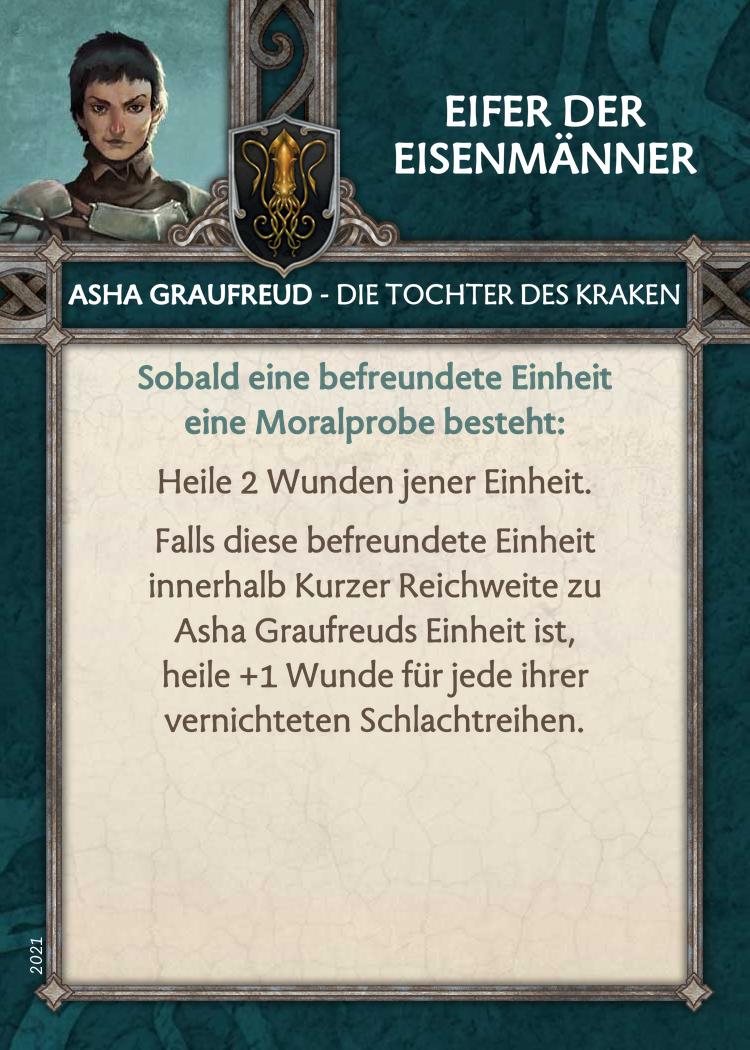 EIFER DER
EISENMÄNNER
ASHA GRAUFREUD - DIE TOCHTER DES KRAKEN
Sobald eine befreundete Einheit
eine Moralprobe besteht:
Heile 2 Wunden jener Einheit.
Falls diese befreundete Einheit
innerhalb Kurzer Reichweite zu
Asha Graufreuds Einheit ist,
heile +1 Wunde für jede ihrer
vernichteten Schlachtreihen.
2021